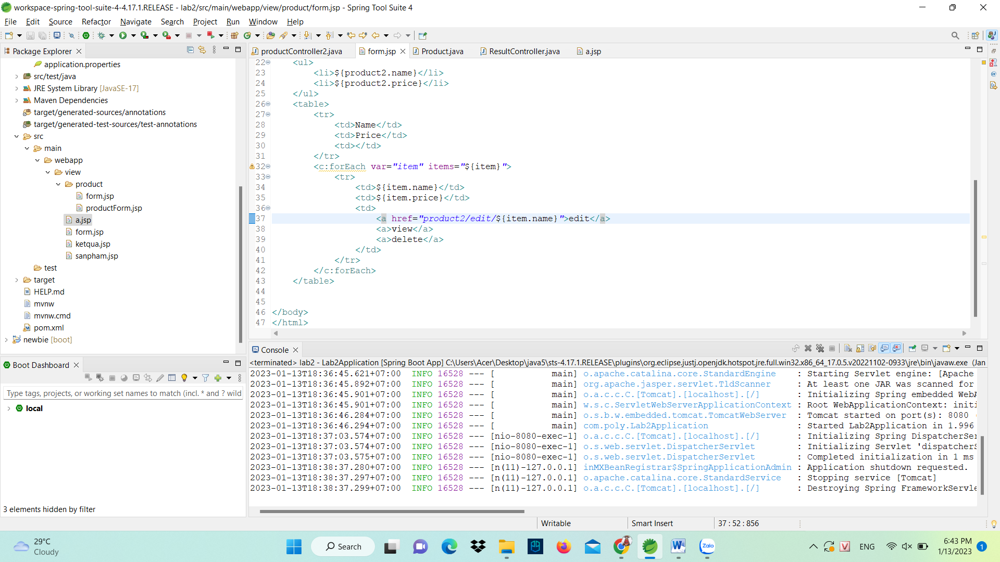 workspace-spring-tool-suite-4-4.17.1.RELEASE - lab2/src/main/webapp/view/product/form.jsp - Spring Tool Suite 4
File Edit Source Refactor Navigate Search Project Run Window Help
Package Explorer
application.properties
src/test/java
JRE System Library [JavaSE-17]
Maven Dependencies
target/generated-sources/annotations
target/generated-test-sources/test-annotations
src
main
webapp
view
product
form.jsp
productForm.jsp
a.jsp
form.jsp
ketqua.jsp
sanpham.jsp
test
target
HELP.md
mvnw
mvnw.cmd
pom.xml
newbie [boot]
productController2.java form.jsp Product.java ResultController.java a.jsp
22 <ul>
23 <li>${product2.name}</li>
24 <li>${product2.price}</li>
25 </ul>
26 <table>
27 <tr>
28 <td>Name</td>
29 <td>Price</td>
30 <td></td>
31 </tr>
32 <c:forEach var="item" items="${item}">
33 <tr>
34 <td>${item.name}</td>
35 <td>${item.price}</td>
36 <td>
37 <a href="product2/edit/${item.name}">edit</a>
38 <a>view</a>
39 <a>delete</a>
40 </td>
41 </tr>
42 </c:forEach>
43 </table>
44
45
46 </body>
47 </html>
Boot Dashboard
Type tags, projects, or working set names to match (incl. * and ? wild
local
3 elements hidden by filter
Console
<terminated> lab2 - Lab2Application [Spring Boot App] C:\Users\Acer\Desktop\java5\sts-4.17.1.RELEASE\plugins\org.eclipse.justj.openjdk.hotspot.jre.full.win32.x86_64_17.0.5.v20221102-0933\jre\bin\javaw.exe (Jan
2023-01-13T18:36:45.621+07:00 INFO 16528 --- [ main] o.apache.catalina.core.StandardEngine : Starting Servlet engine: [Apache
2023-01-13T18:36:45.892+07:00 INFO 16528 --- [ main] org.apache.jasper.servlet.TldScanner : At least one JAR was scanned for
2023-01-13T18:36:45.901+07:00 INFO 16528 --- [ main] o.a.c.c.C.[Tomcat].[localhost].[/] : Initializing Spring embedded WebA
2023-01-13T18:36:45.901+07:00 INFO 16528 --- [ main] w.s.c.ServletWebServerApplicationContext : Root WebApplicationContext: initi
2023-01-13T18:36:46.284+07:00 INFO 16528 --- [ main] o.s.b.w.embedded.tomcat.TomcatWebServer : Tomcat started on port(s): 8080
2023-01-13T18:36:46.294+07:00 INFO 16528 --- [ main] com.poly.Lab2Application : Started Lab2Application in 1.996
2023-01-13T18:37:03.574+07:00 INFO 16528 --- [nio-8080-exec-1] o.a.c.c.C.[Tomcat].[localhost].[/] : Initializing Spring DispatcherSer
2023-01-13T18:37:03.574+07:00 INFO 16528 --- [nio-8080-exec-1] o.s.web.servlet.DispatcherServlet : Initializing Servlet 'dispatcherS
2023-01-13T18:37:03.575+07:00 INFO 16528 --- [nio-8080-exec-1] o.s.web.servlet.DispatcherServlet : Completed initialization in 1 ms
2023-01-13T18:38:37.280+07:00 INFO 16528 --- [n(11)-127.0.0.1] inMXBeanRegistrar$SpringApplicationAdmin : Application shutdown requested.
2023-01-13T18:38:37.297+07:00 INFO 16528 --- [n(11)-127.0.0.1] o.apache.catalina.core.StandardService : Stopping service [Tomcat]
2023-01-13T18:38:37.299+07:00 INFO 16528 --- [n(11)-127.0.0.1] o.a.c.c.C.[Tomcat].[localhost].[/] : Destroying Spring FrameworkServle
Writable Smart Insert 37 : 52 : 856
29°C
Cloudy
Search
Zalo
ENG
6:43 PM
1/13/2023
1